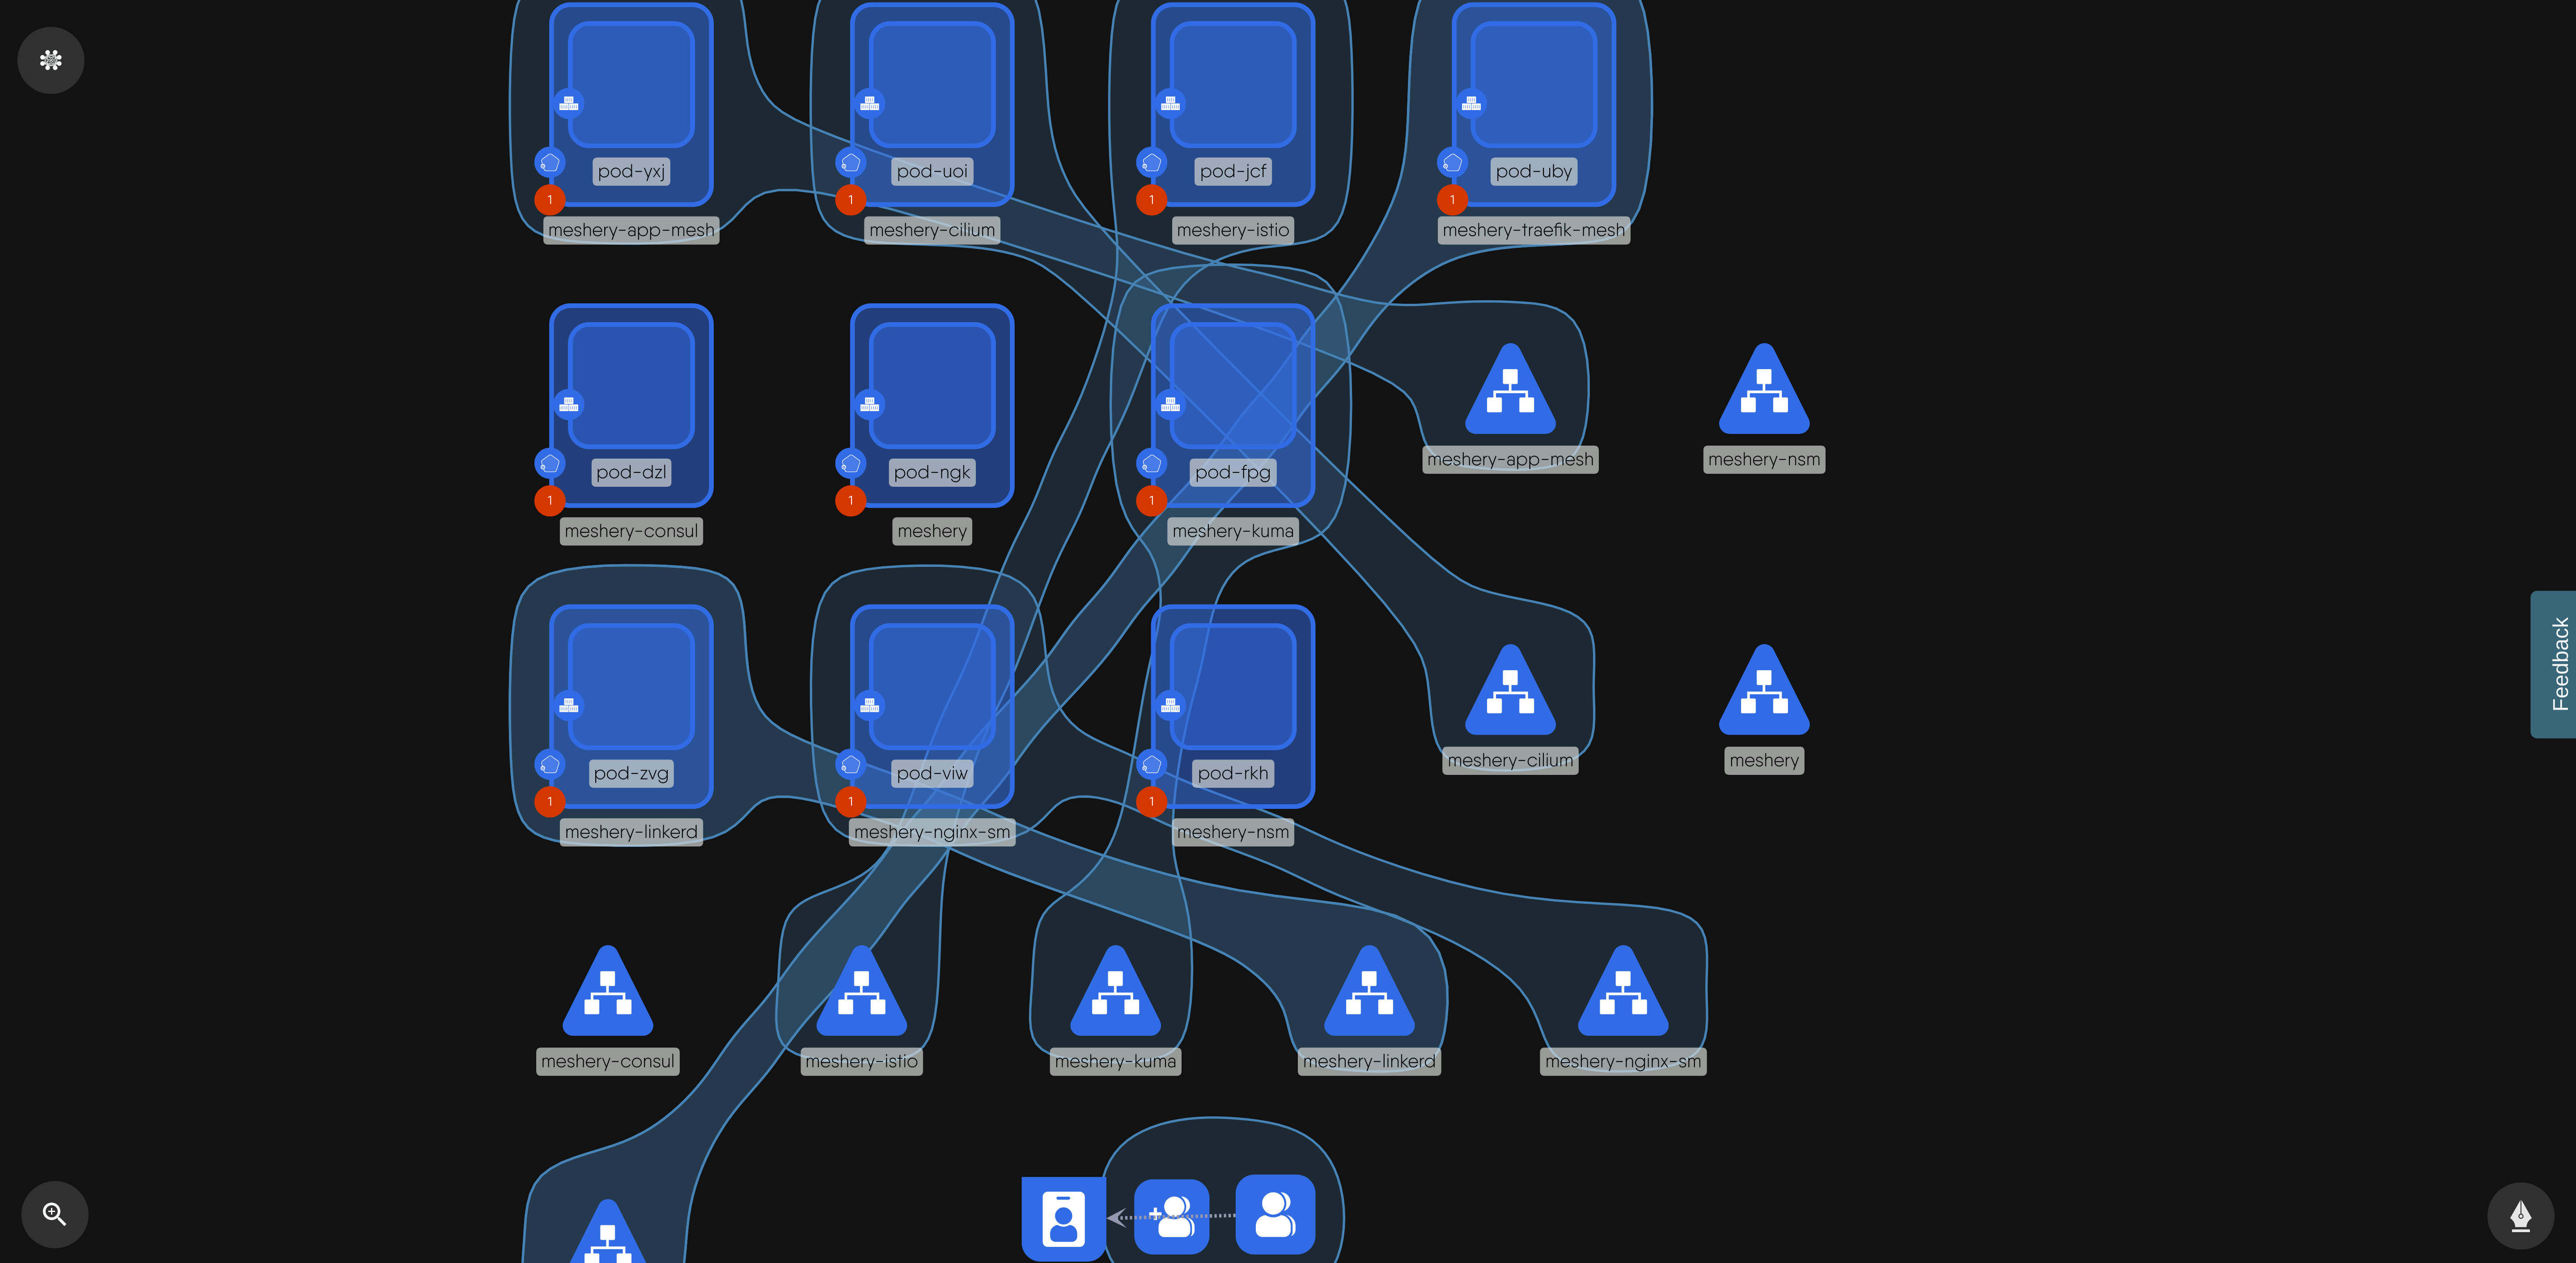 pod-yxj
pod-uoi
pod-jcf
pod-uby
1
1
1
1
meshery-app-mesh
meshery-cilium
meshery-istio
meshery-traefik-mesh
pod-dzl
pod-ngk
pod-fpg
meshery-app-mesh
meshery-nsm
1
1
1
meshery-consul
meshery
meshery-kuma
Feedback
pod-zvg
pod-viw
pod-rkh
meshery-cilium
meshery
1
1
1
meshery-linkerd
meshery-nginx-sm
meshery-nsm
meshery-consul
meshery-istio
meshery-kuma
meshery-linkerd
meshery-nginx-sm